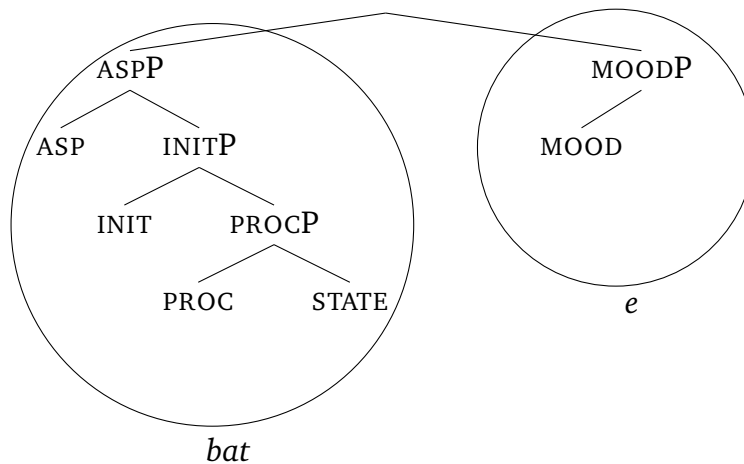 ASPP MOODP
ASP INITP MOOD
INIT PROCP
PROC STATE
e
bat